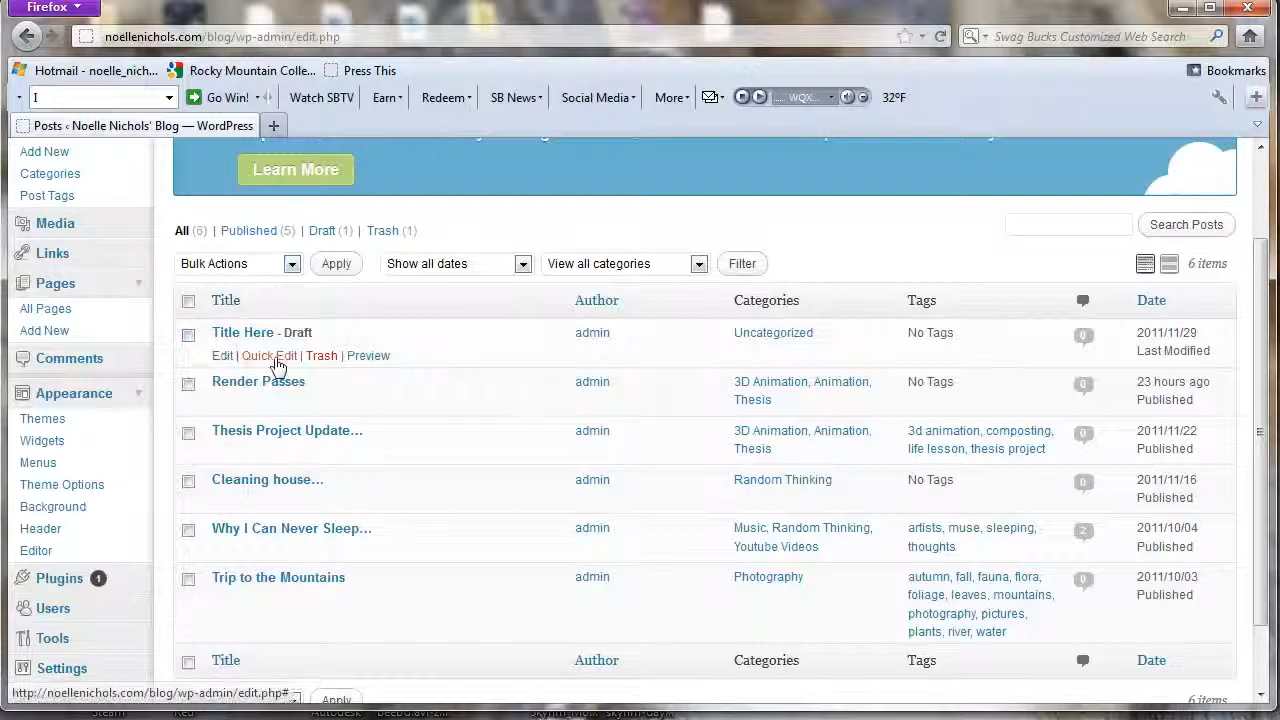 Firefox
noellenichols.com/blog/wp-admin/edit.php
Swag Bucks Customized Web Search
Hotmail - noelle_nich...
Rocky Mountain Colle...
Press This
Bookmarks
I
Go Win!
Watch SBTV
Earn
Redeem
SB News
Social Media
More
WQX...
32°F
Posts ‹ Noelle Nichols' Blog — WordPress
Add New
Categories
Post Tags
Media
Links
Pages
All Pages
Add New
Comments
Appearance
Themes
Widgets
Menus
Theme Options
Background
Header
Editor
Plugins 1
Users
Tools
Settings
Learn More
All (6) | Published (5) | Draft (1) | Trash (1)
Search Posts
Bulk Actions
Apply
Show all dates
View all categories
Filter
6 items
Title Author Categories Tags Date
Title Here - Draft admin Uncategorized No Tags 0 2011/11/29
Last Modified
Edit | Quick Edit | Trash | Preview
Render Passes admin 3D Animation, Animation, No Tags 0 23 hours ago
Thesis Published
Thesis Project Update... admin 3D Animation, Animation, 3d animation, composting, 0 2011/11/22
Thesis life lesson, thesis project Published
Cleaning house... admin Random Thinking No Tags 0 2011/11/16
Published
Why I Can Never Sleep... admin Music, Random Thinking, artists, muse, sleeping, 2 2011/10/04
Youtube Videos thoughts Published
Trip to the Mountains admin Photography autumn, fall, fauna, flora, 0 2011/10/03
foliage, leaves, mountains, Published
photography, pictures,
plants, river, water
Title Author Categories Tags Date
http://noellenichols.com/blog/wp-admin/edit.php#
Apply
6 items
Steam
Red
Autodesk